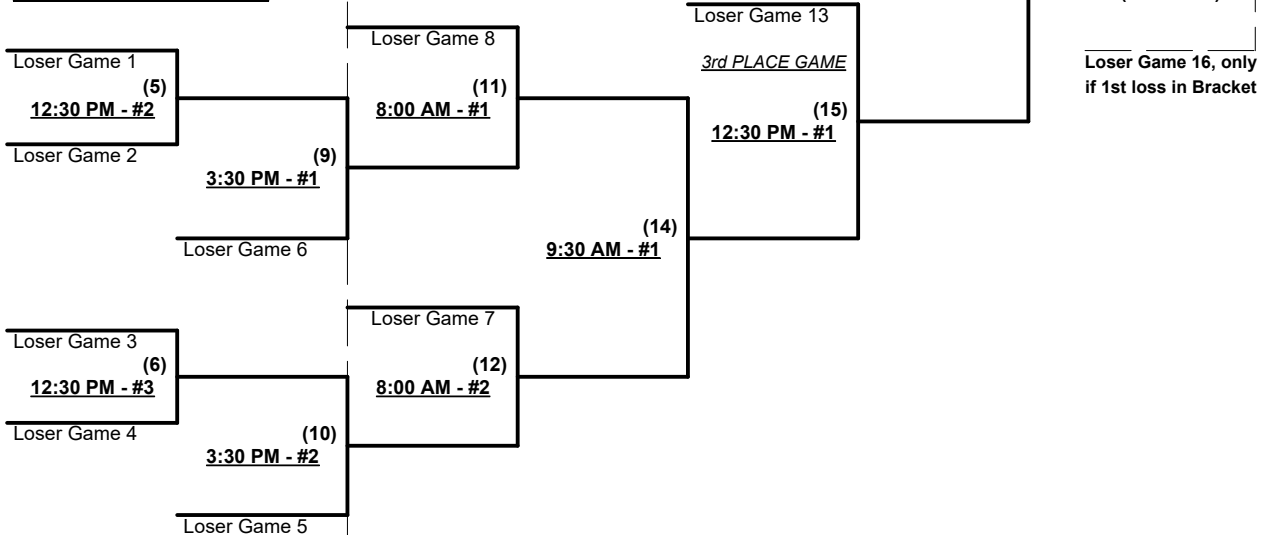 Loser Game 13
Loser Game 8
Loser Game 1
3rd PLACE GAME
Loser Game 16, only
if 1st loss in Bracket
(5)
12:30 PM - #2
(11)
8:00 AM - #1
(15)
12:30 PM - #1
Loser Game 2
(9)
3:30 PM - #1
Loser Game 6
(14)
9:30 AM - #1
Loser Game 7
Loser Game 3
(6)
12:30 PM - #3
(12)
8:00 AM - #2
Loser Game 4
(10)
3:30 PM - #2
Loser Game 5